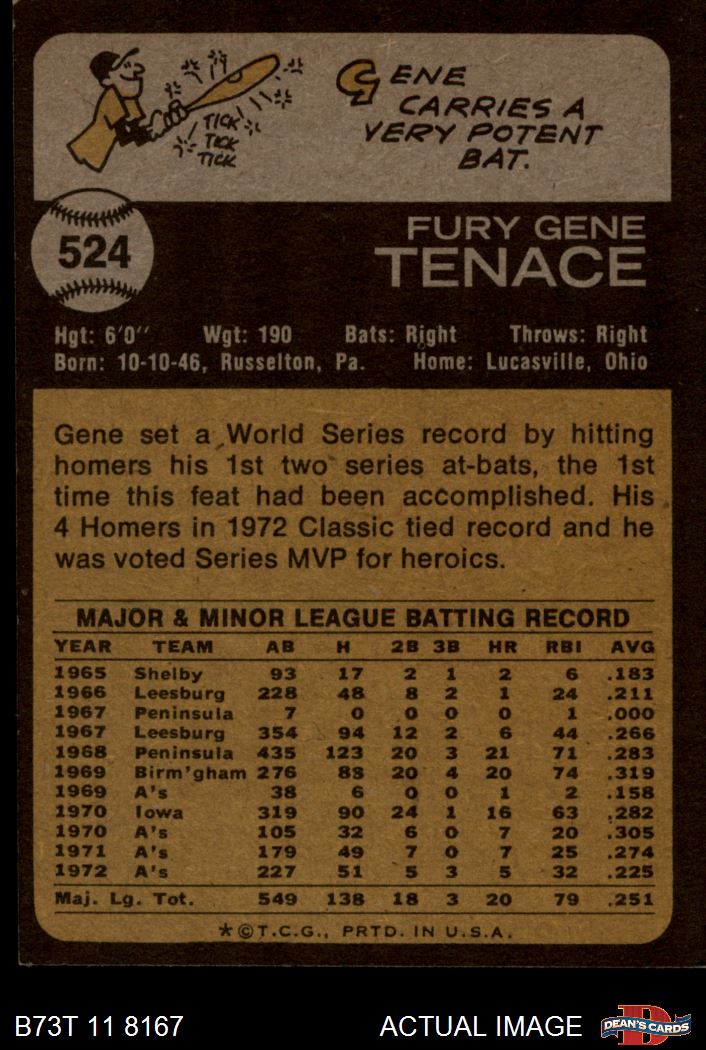 TICK
TICK
TICK
GENE
CARRIES A
VERY POTENT
BAT.
524
FURY GENE
TENACE
Hgt: 6'0" Wgt: 190 Bats: Right Throws: Right
Born: 10-10-46, Russelton, Pa. Home: Lucasville, Ohio
Gene set a World Series record by hitting
homers his 1st two series at-bats, the 1st
time this feat had been accomplished. His
4 Homers in 1972 Classic tied record and he
was voted Series MVP for heroics.
MAJOR & MINOR LEAGUE BATTING RECORD
YEAR TEAM AB H 2B 3B HR RBI AVG
1965 Shelby 93 17 2 1 2 6 .183
1966 Leesburg 228 48 8 2 1 24 .211
1967 Peninsula 7 0 0 0 0 1 .000
1967 Leesburg 354 94 12 2 6 44 .266
1968 Peninsula 435 123 20 3 21 71 .283
1969 Birm'gham 276 88 20 4 20 74 .319
1969 A's 38 6 0 0 1 2 .158
1970 Iowa 319 90 24 1 16 63 .282
1970 A's 105 32 6 0 7 20 .305
1971 A's 179 49 7 0 7 25 .274
1972 A's 227 51 5 3 5 32 .225
Maj. Lg. Tot. 549 138 18 3 20 79 .251
*©T.C.G., PRTD. IN U.S.A.
B73T 11 8167 ACTUAL IMAGE DEAN'S CARDS